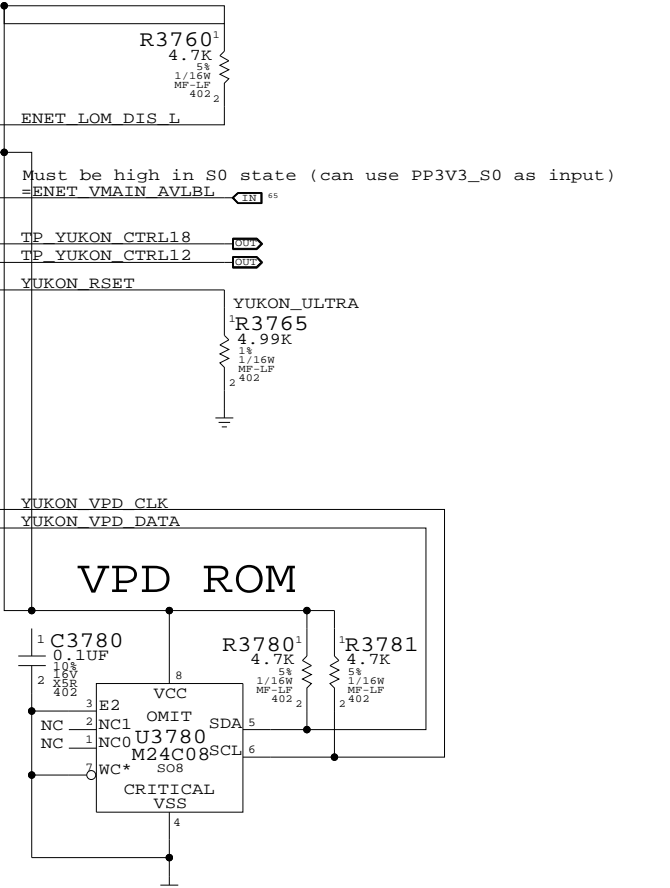 R3760 1
4.7K
5%
1/16W
MF-LF
402 2
ENET_LOM_DIS_L
Must be high in S0 state (can use PP3V3_S0 as input)
=ENET_VMAIN_AVLBL IN 65
TP_YUKON_CTRL18 OUT
TP_YUKON_CTRL12 OUT
YUKON_RSET
YUKON_ULTRA
1 R3765
4.99K
1%
1/16W
MF-LF
2 402
YUKON_VPD_CLK
YUKON_VPD_DATA
VPD ROM
1 C3780
0.1UF
10%
16V
2 X5R
402
R3780 1
4.7K
5%
1/16W
MF-LF
402 2
1 R3781
4.7K
5%
1/16W
MF-LF
2 402
8
VCC
3 E2
OMIT
NC 2 NC1
SDA 5
U3780
NC 1 NC0
M24C08
SCL 6
SO8
7 WC*
CRITICAL
VSS
4